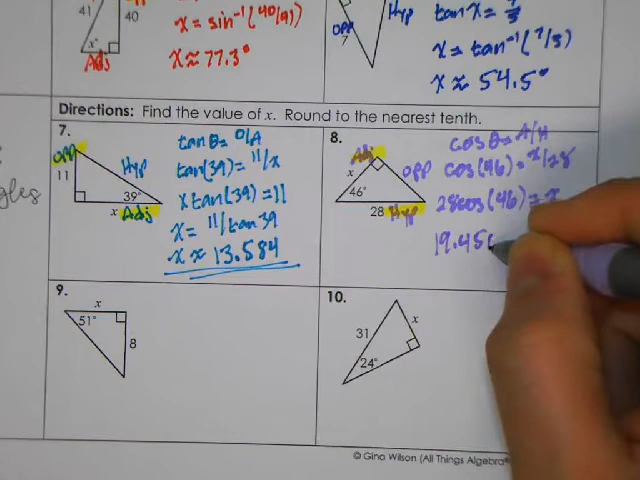 41
40
x°
Adj
x = sin⁻¹(40/41)
x ≈ 77.3°
OPP
7
Hyp
tan x = 7/5
x = tan⁻¹(7/5)
x ≈ 54.5°
Directions: Find the value of x. Round to the nearest tenth.
7.
OPP
11
Hyp
39°
x Adj
tan θ = O/A
tan(39) = 11/x
x tan(39) = 11
x = 11/tan 39
x ≈ 13.584
8.
Adj
x
OPP
46°
28 Hyp
cos θ = A/H
cos(46) = x/28
28cos(46) = x
19.45
9.
x
51°
8
10.
31
x
24°
© Gina Wilson (All Things Algebra